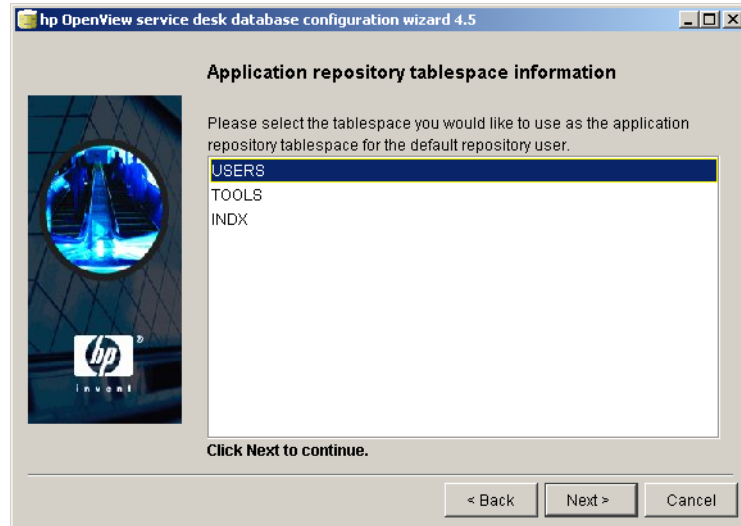 hp OpenView service desk database configuration wizard 4.5
Application repository tablespace information
Please select the tablespace you would like to use as the application
repository tablespace for the default repository user.
USERS
TOOLS
INDX
hp
®
invent
Click Next to continue.
< Back
Next >
Cancel